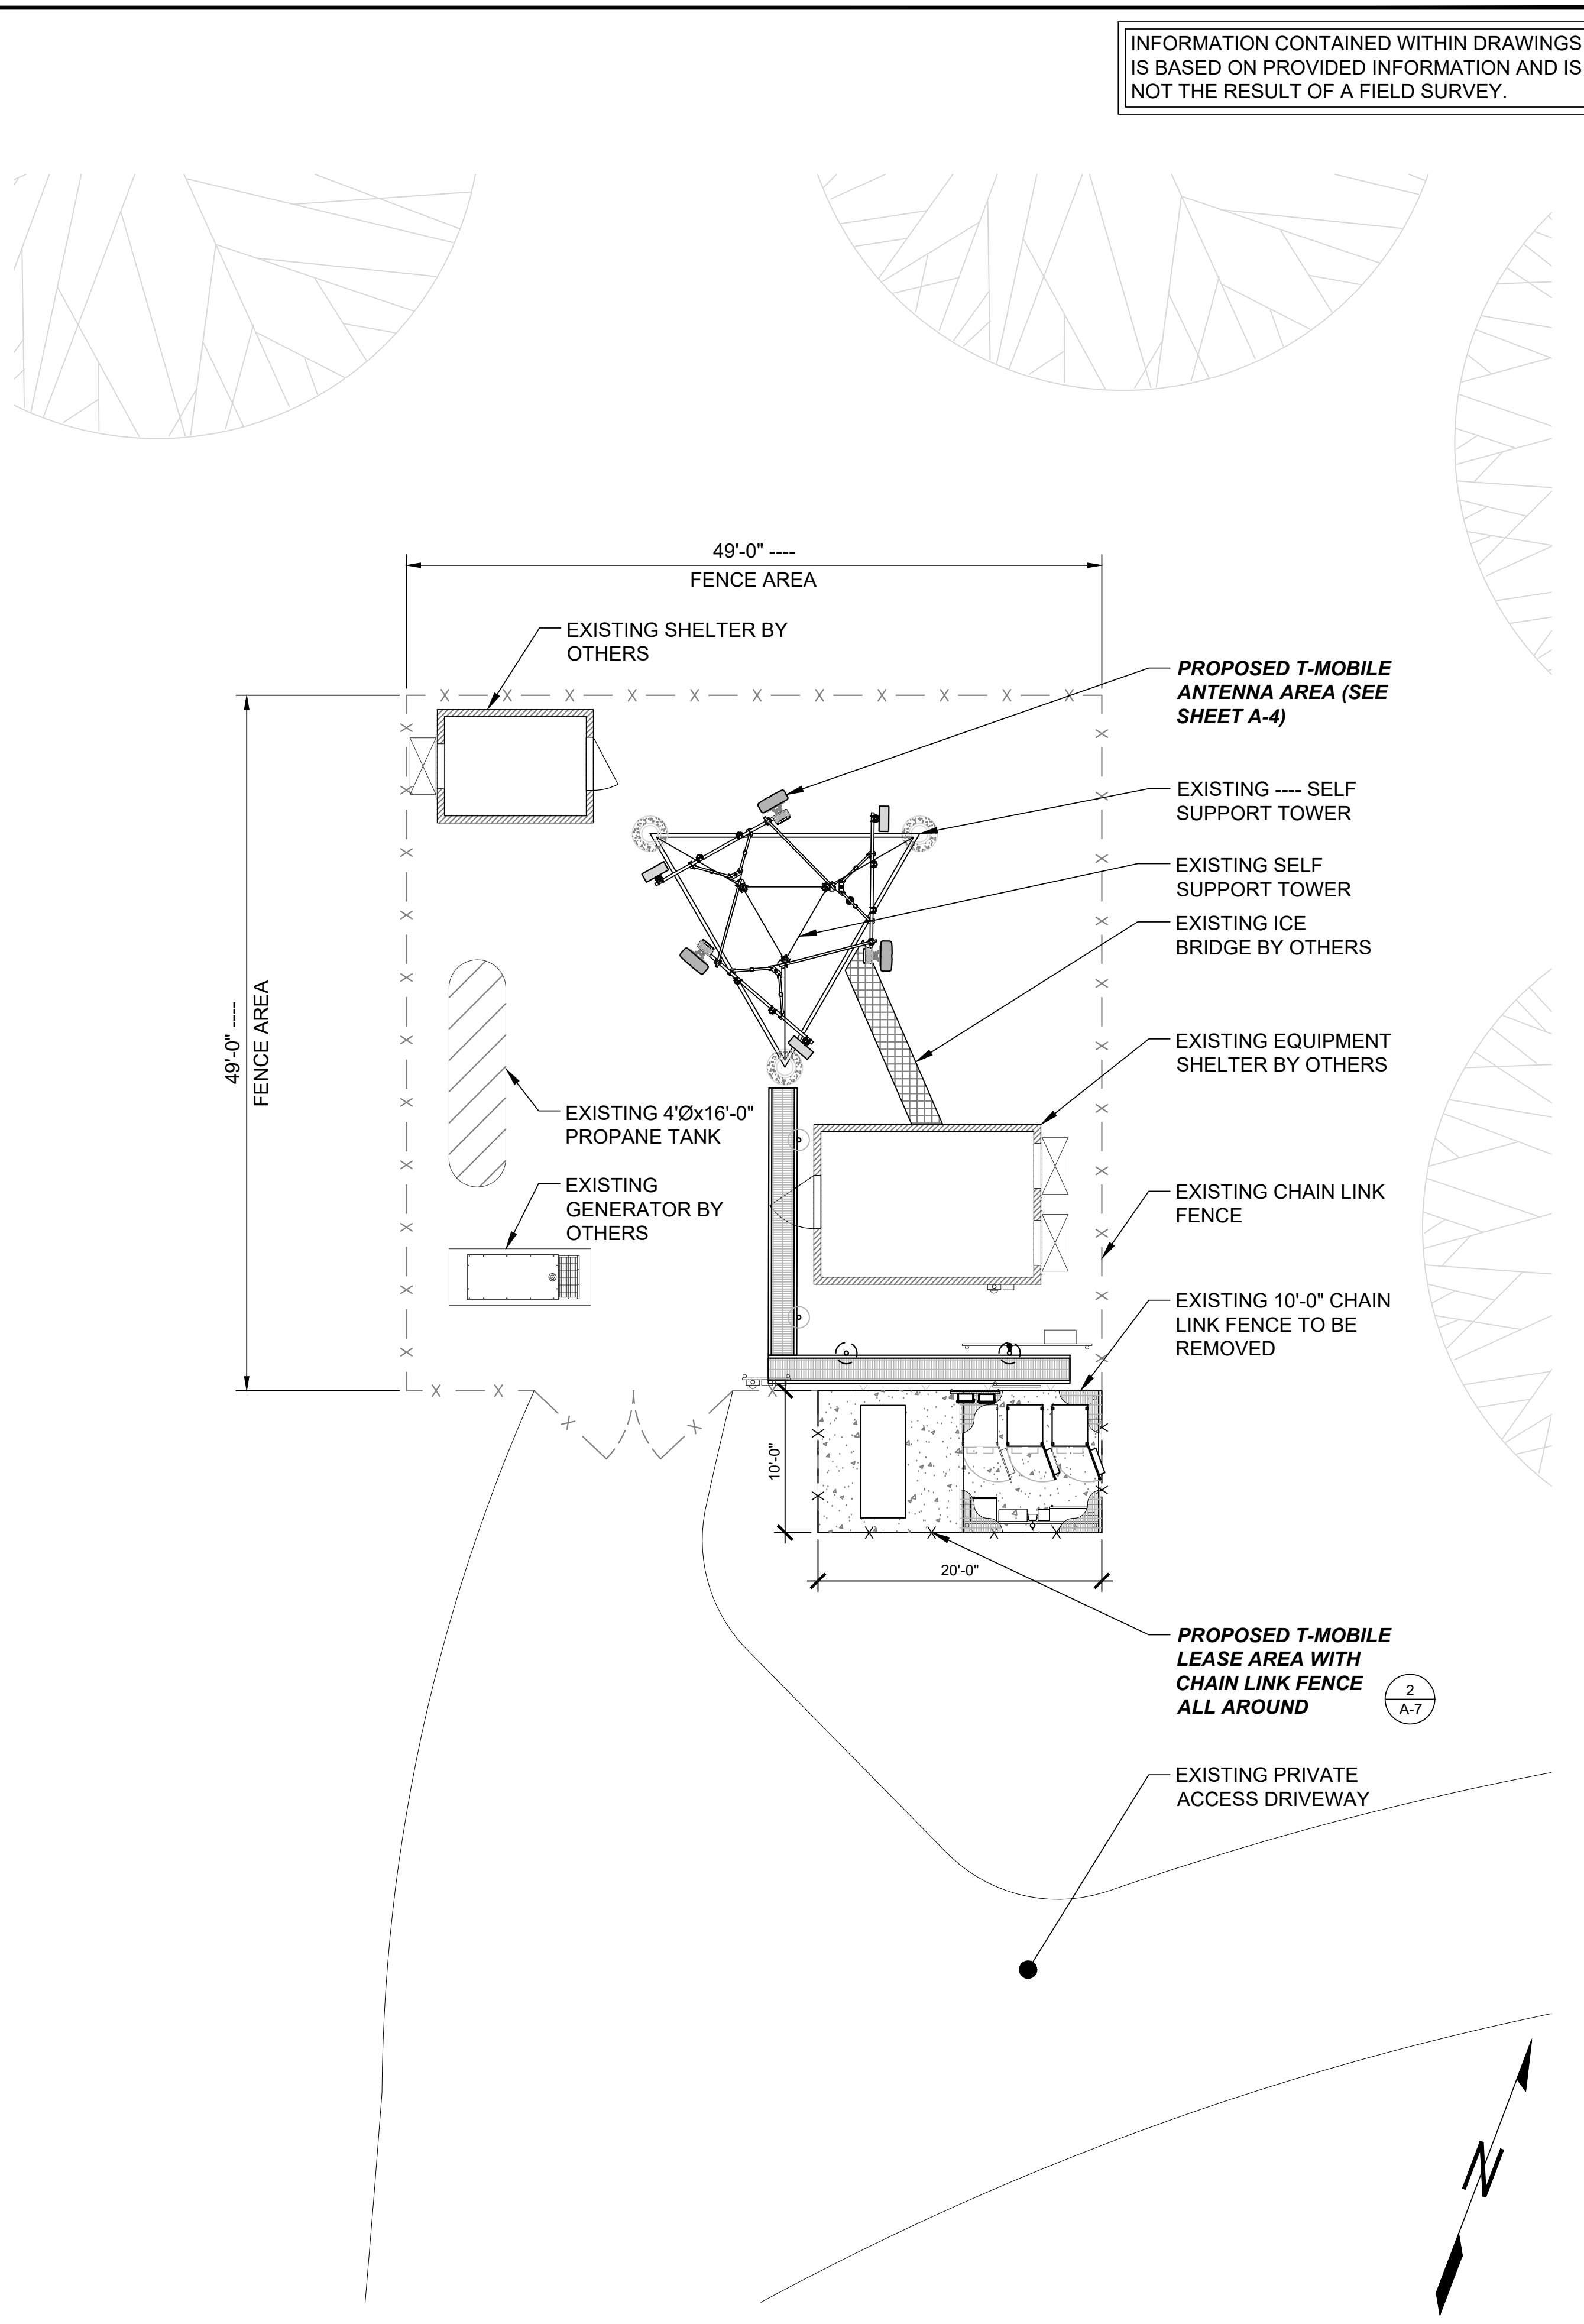 INFORMATION CONTAINED WITHIN DRAWINGS
IS BASED ON PROVIDED INFORMATION AND IS
NOT THE RESULT OF A FIELD SURVEY.
49'-0" ----
FENCE AREA
EXISTING SHELTER BY
OTHERS
PROPOSED T-MOBILE
ANTENNA AREA (SEE
SHEET A-4)
EXISTING ---- SELF
SUPPORT TOWER
EXISTING SELF
SUPPORT TOWER
EXISTING ICE
BRIDGE BY OTHERS
49'-0" ----
FENCE AREA
EXISTING EQUIPMENT
SHELTER BY OTHERS
EXISTING 4'Øx16'-0"
PROPANE TANK
EXISTING
GENERATOR BY
OTHERS
EXISTING CHAIN LINK
FENCE
EXISTING 10'-0" CHAIN
LINK FENCE TO BE
REMOVED
10'-0"
20'-0"
PROPOSED T-MOBILE
LEASE AREA WITH
CHAIN LINK FENCE
ALL AROUND
2
A-7
EXISTING PRIVATE
ACCESS DRIVEWAY
N